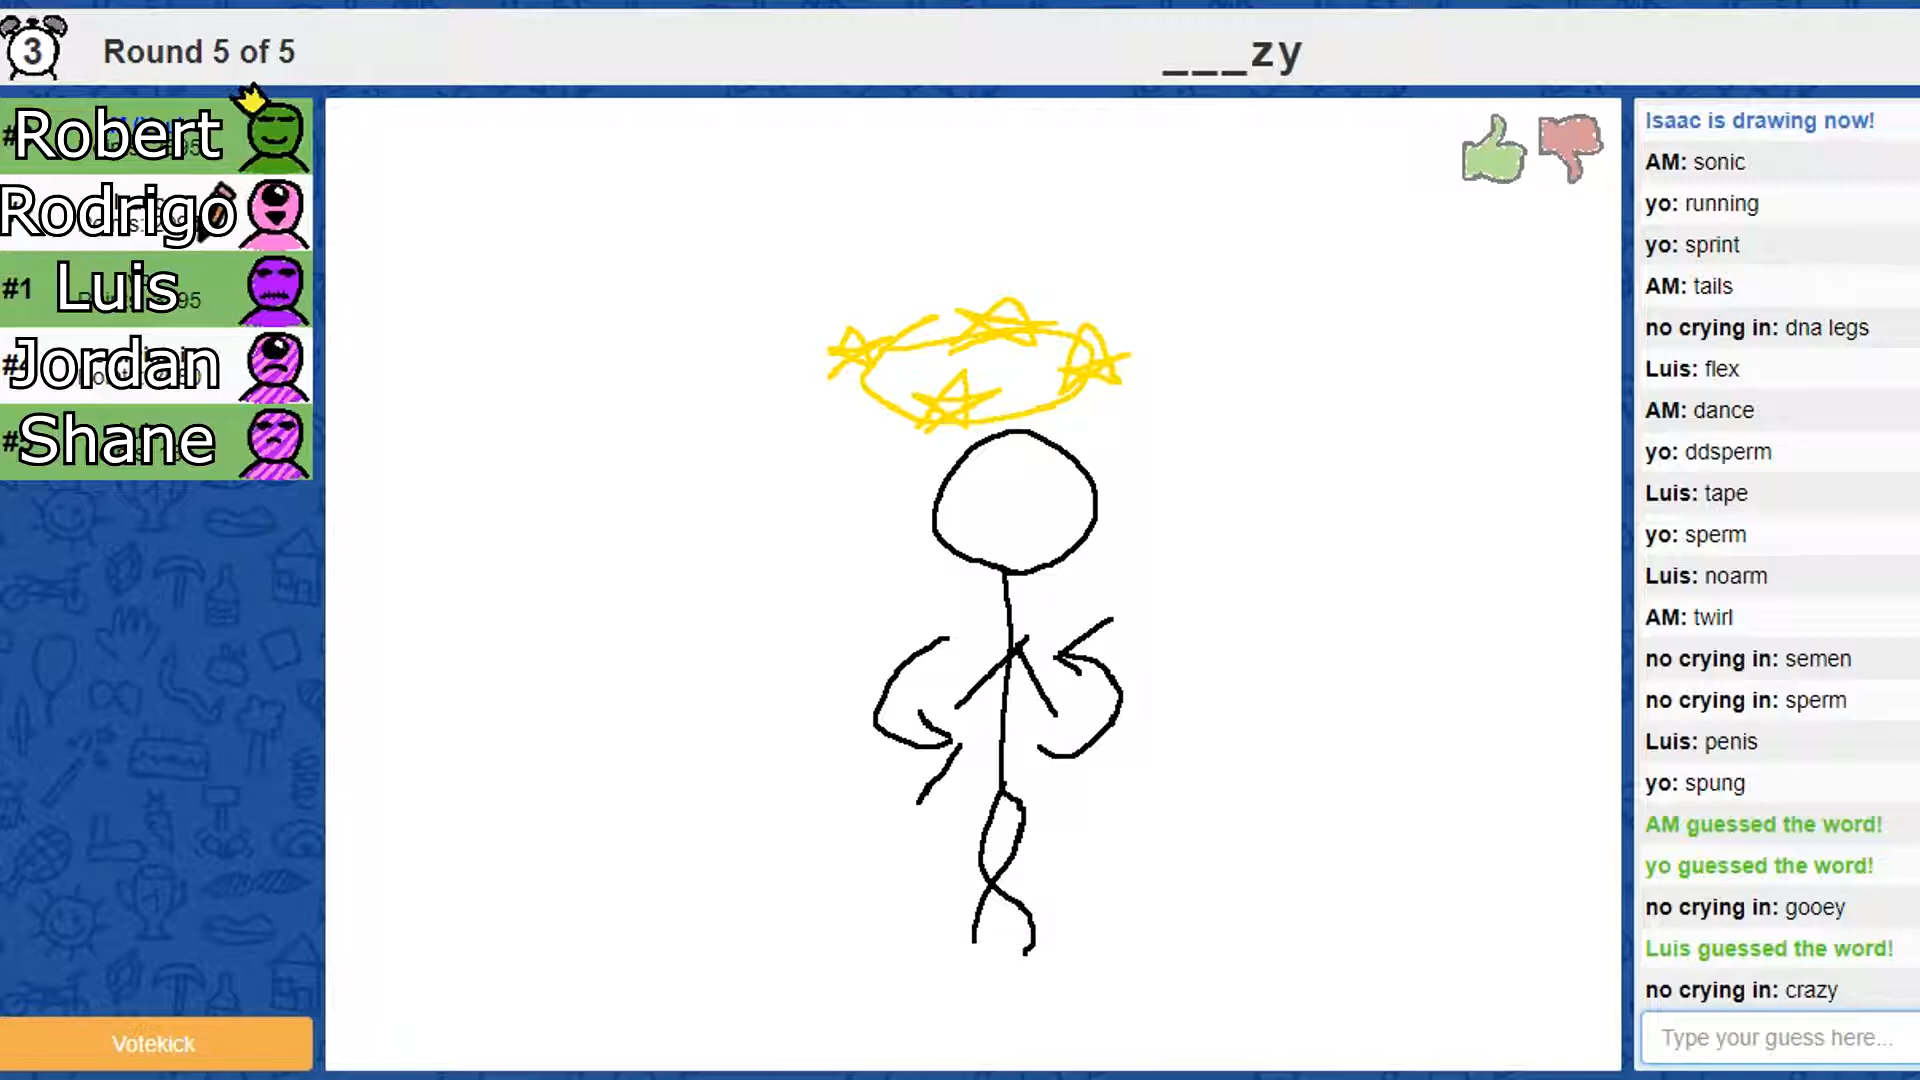 3
Round 5 of 5
___zy
Robert
Rodrigo
#1 Luis
Jordan
Shane
Votekick
Isaac is drawing now!
AM: sonic
yo: running
yo: sprint
AM: tails
no crying in: dna legs
Luis: flex
AM: dance
yo: ddsperm
Luis: tape
yo: sperm
Luis: noarm
AM: twirl
no crying in: semen
no crying in: sperm
Luis: penis
yo: spung
AM guessed the word!
yo guessed the word!
no crying in: gooey
Luis guessed the word!
no crying in: crazy
Type your guess here...